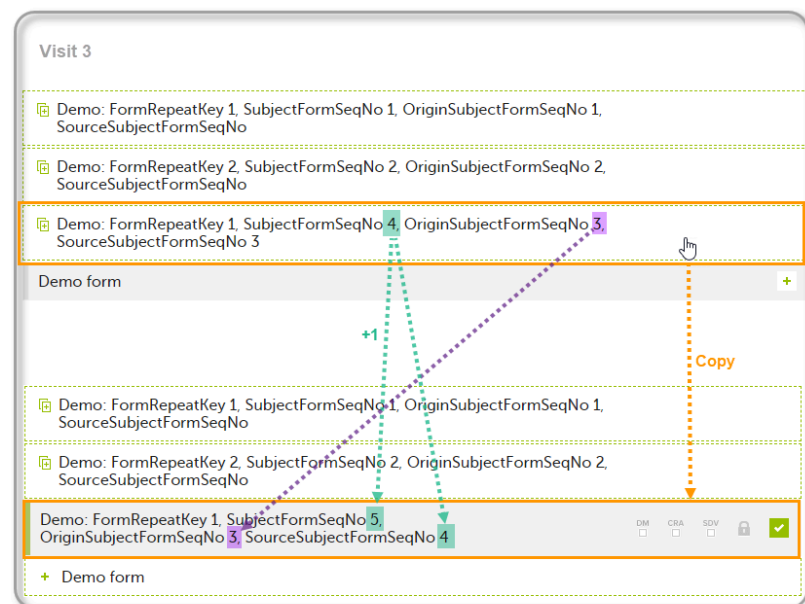 Visit 3
Demo: FormRepeatKey 1, SubjectFormSeqNo 1, OriginSubjectFormSeqNo 1,
SourceSubjectFormSeqNo
Demo: FormRepeatKey 2, SubjectFormSeqNo 2, OriginSubjectFormSeqNo 2,
SourceSubjectFormSeqNo
Demo: FormRepeatKey 1, SubjectFormSeqNo 4, OriginSubjectFormSeqNo 3,
SourceSubjectFormSeqNo 3
Demo form +
+1
Copy
Demo: FormRepeatKey 1, SubjectFormSeqNo 1, OriginSubjectFormSeqNo 1,
SourceSubjectFormSeqNo
Demo: FormRepeatKey 2, SubjectFormSeqNo 2, OriginSubjectFormSeqNo 2,
SourceSubjectFormSeqNo
Demo: FormRepeatKey 1, SubjectFormSeqNo 5,
OriginSubjectFormSeqNo 3, SourceSubjectFormSeqNo 4
DM CRA SDV
+ Demo form